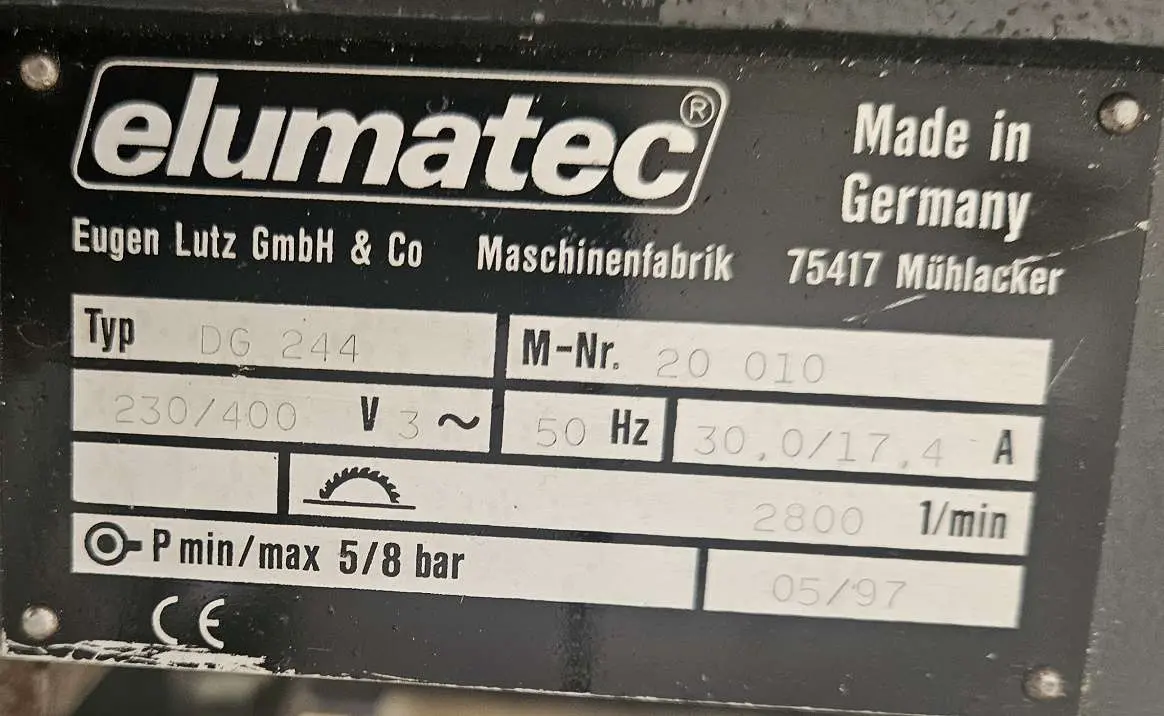 elumatec®
Made in
Germany
Eugen Lutz GmbH & Co Maschinenfabrik 75417 Mühlacker
Typ DG 244 M-Nr. 20 010
230/400 V 3 ~ 50 Hz 30,0/17,4 A
2800 1/min
P min/max 5/8 bar 05/97
CE